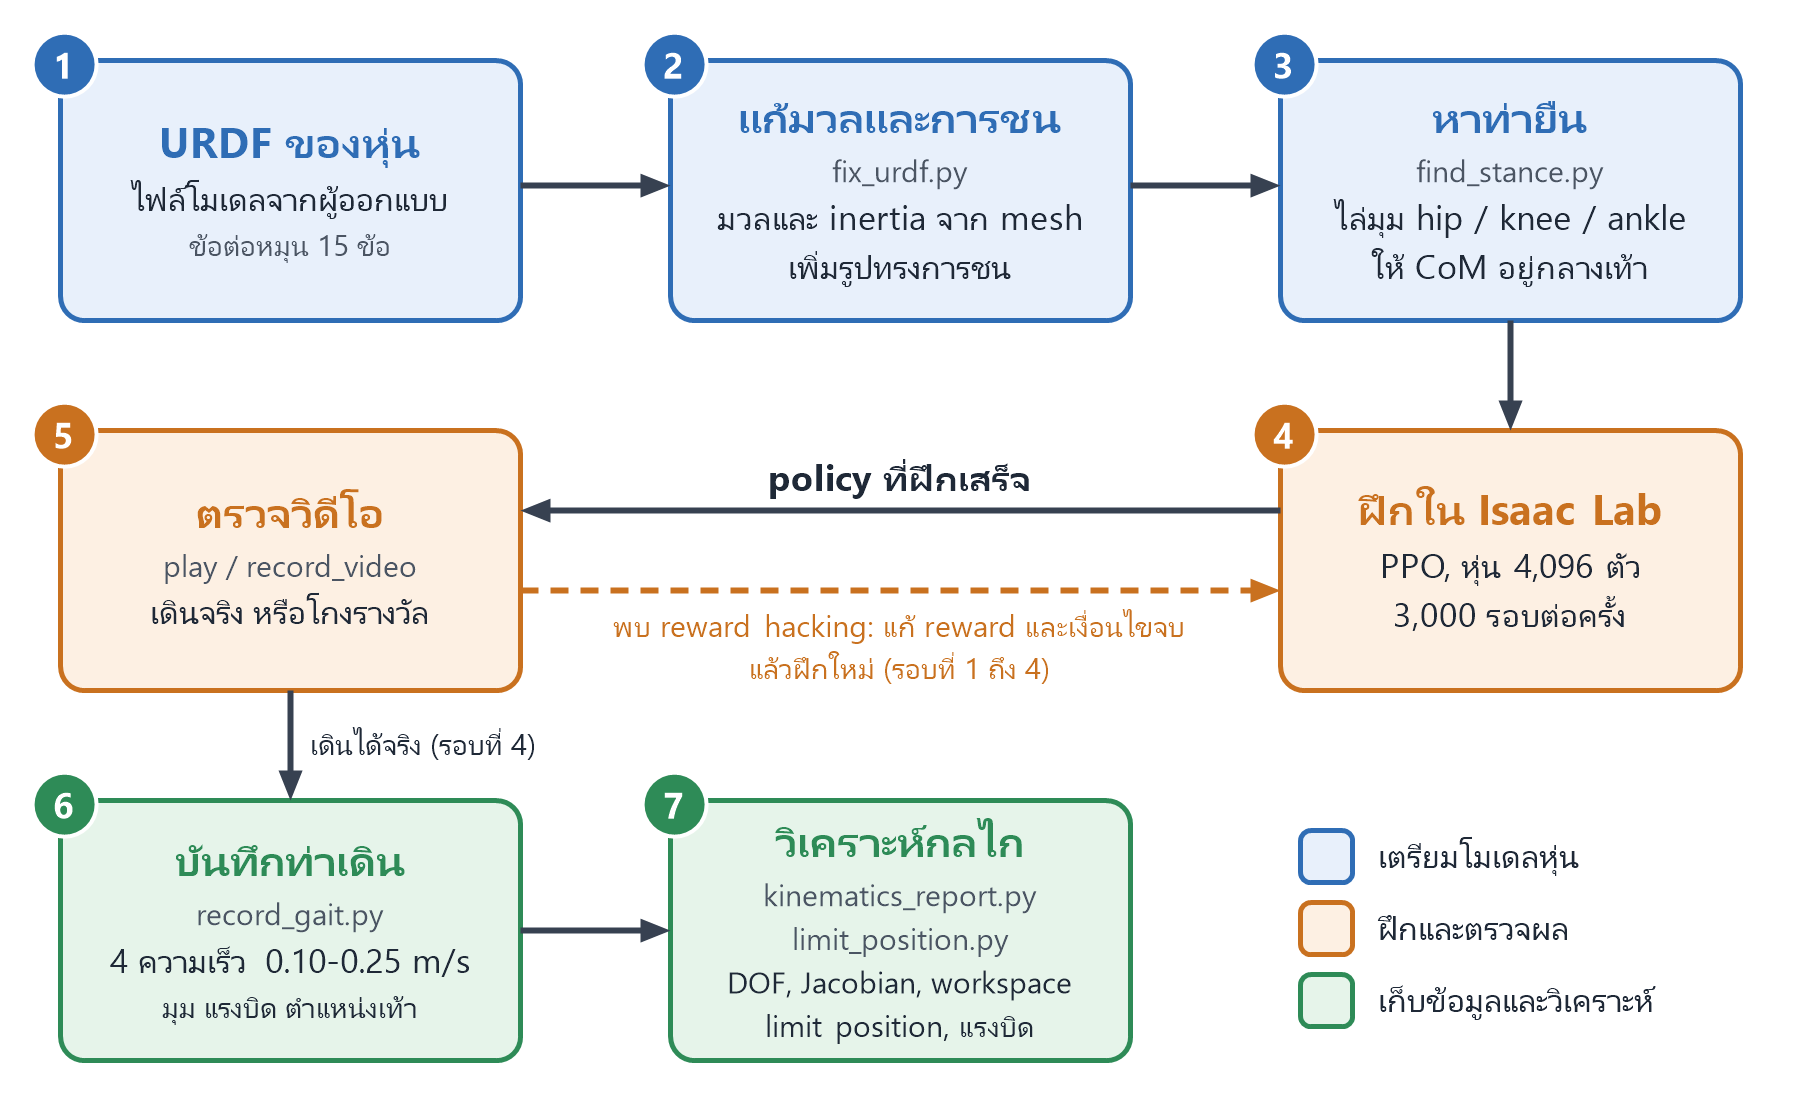 1
URDF ของหุ่น
ไฟล์โมเดลจากผู้ออกแบบ
ข้อต่อหมุน 15 ข้อ
2
แก้มวลและการชน
fix_urdf.py
มวลและ inertia จาก mesh
เพิ่มรูปทรงการชน
3
หาท่ายืน
find_stance.py
ไล่มุม hip / knee / ankle
ให้ CoM อยู่กลางเท้า
4
ฝึกใน Isaac Lab
PPO, หุ่น 4,096 ตัว
3,000 รอบต่อครั้ง
policy ที่ฝึกเสร็จ
5
ตรวจวิดีโอ
play / record_video
เดินจริง หรือโกงรางวัล
พบ reward hacking: แก้ reward และเงื่อนไขจบ
แล้วฝึกใหม่ (รอบที่ 1 ถึง 4)
เดินได้จริง (รอบที่ 4)
6
บันทึกท่าเดิน
record_gait.py
4 ความเร็ว 0.10-0.25 m/s
มุม แรงบิด ตำแหน่งเท้า
7
วิเคราะห์กลไก
kinematics_report.py
limit_position.py
DOF, Jacobian, workspace
limit position, แรงบิด
เตรียมโมเดลหุ่น
ฝึกและตรวจผล
เก็บข้อมูลและวิเคราะห์